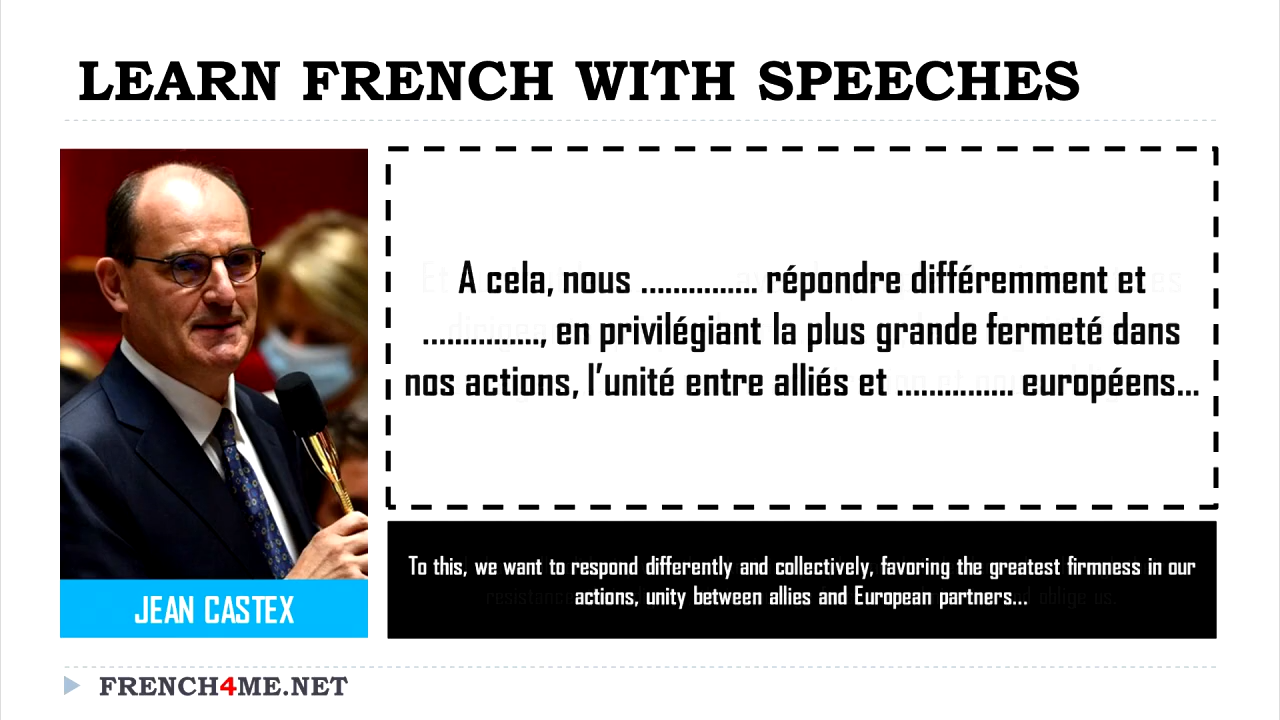 LEARN FRENCH WITH SPEECHES
A cela, nous ............... répondre différemment et
..............., en privilégiant la plus grande fermeté dans
nos actions, l'unité entre alliés et ............... européens...
To this, we want to respond differently and collectively, favoring the greatest firmness in our
actions, unity between allies and European partners...
JEAN CASTEX
FRENCH4ME.NET